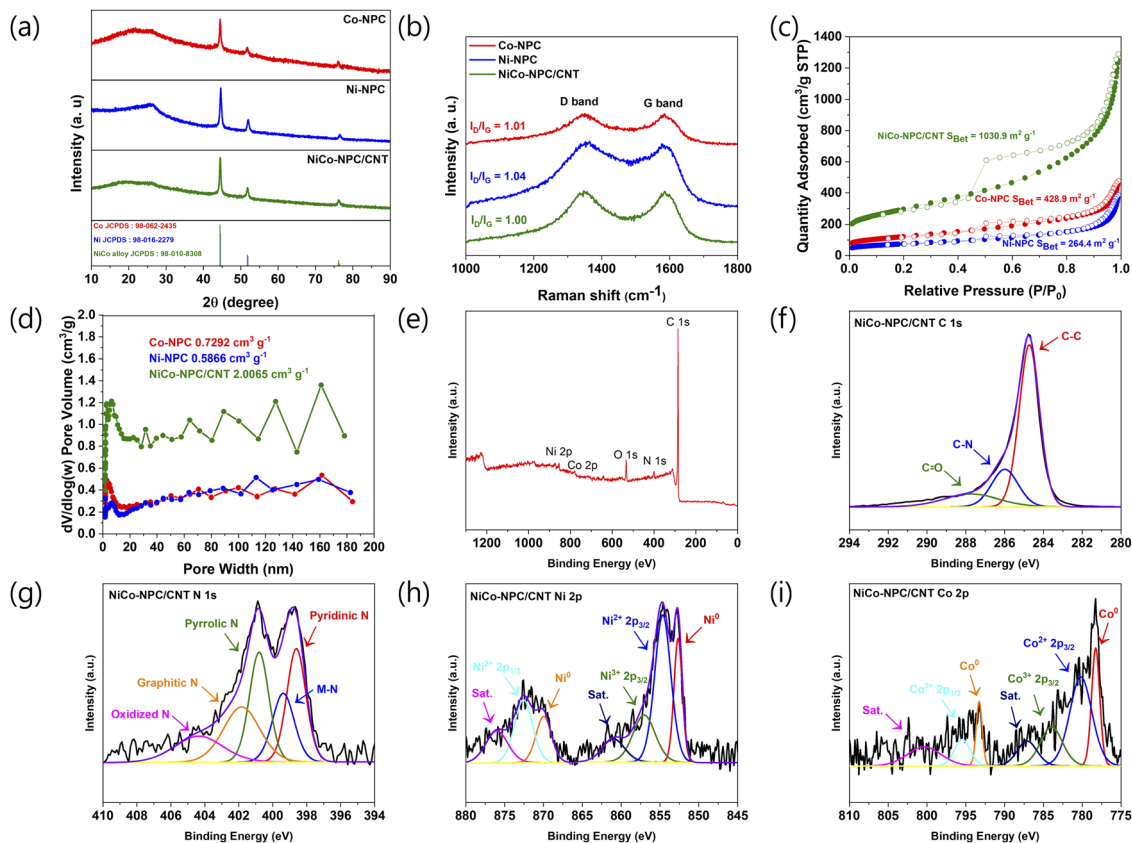 (a)
Co-NPC
Ni-NPC
NiCo-NPC/CNT
Co JCPDS : 98-062-2435
Ni JCPDS : 98-016-2279
NiCo alloy JCPDS : 98-010-8308
Intensity (a. u)
10 20 30 40 50 60 70 80 90
2θ (degree)
(b)
Co-NPC
Ni-NPC
NiCo-NPC/CNT
D band
G band
I_D/I_G = 1.01
I_D/I_G = 1.04
I_D/I_G = 1.00
Intensity (a. u.)
1000 1200 1400 1600 1800
Raman shift (cm⁻¹)
(c)
Quantity Adsorbed (cm³/g STP)
1400
1300
1200
1000
800
600
400
200
0
NiCo-NPC/CNT S_Bet = 1030.9 m² g⁻¹
Co-NPC S_Bet = 428.9 m² g⁻¹
Ni-NPC S_Bet = 264.4 m² g⁻¹
0.0 0.2 0.4 0.6 0.8 1.0
Relative Pressure (P/P₀)
(d)
dV/dlog(w) Pore Volume (cm³/g)
2.0
1.8
1.6
1.4
1.2
1.0
0.8
0.6
0.4
0.2
0.0
Co-NPC 0.7292 cm³ g⁻¹
Ni-NPC 0.5866 cm³ g⁻¹
NiCo-NPC/CNT 2.0065 cm³ g⁻¹
0 20 40 60 80 100 120 140 160 180 200
Pore Width (nm)
(e)
C 1s
Ni 2p
Co 2p
O 1s
N 1s
Intensity (a.u.)
1200 1000 800 600 400 200 0
Binding Energy (eV)
(f)
NiCo-NPC/CNT C 1s
C-C
C-N
C=O
Intensity (a.u.)
294 292 290 288 286 284 282 280
Binding Energy (eV)
(g)
NiCo-NPC/CNT N 1s
Pyrrolic N
Pyridinic N
Graphitic N
M-N
Oxidized N
Intensity (a.u.)
410 408 406 404 402 400 398 396 394
Binding Energy (eV)
(h)
NiCo-NPC/CNT Ni 2p
Ni²⁺ 2p₃/₂
Ni⁰
Ni²⁺ 2p₁/₂
Ni⁰
Ni³⁺ 2p₃/₂
Sat.
Sat.
Intensity (a.u.)
880 875 870 865 860 855 850 845
Binding Energy (eV)
(i)
NiCo-NPC/CNT Co 2p
Co⁰
Co²⁺ 2p₃/₂
Co⁰
Co³⁺ 2p₃/₂
Co²⁺ 2p₁/₂
Sat.
Sat.
Intensity (a.u.)
810 805 800 795 790 785 780 775
Binding Energy (eV)